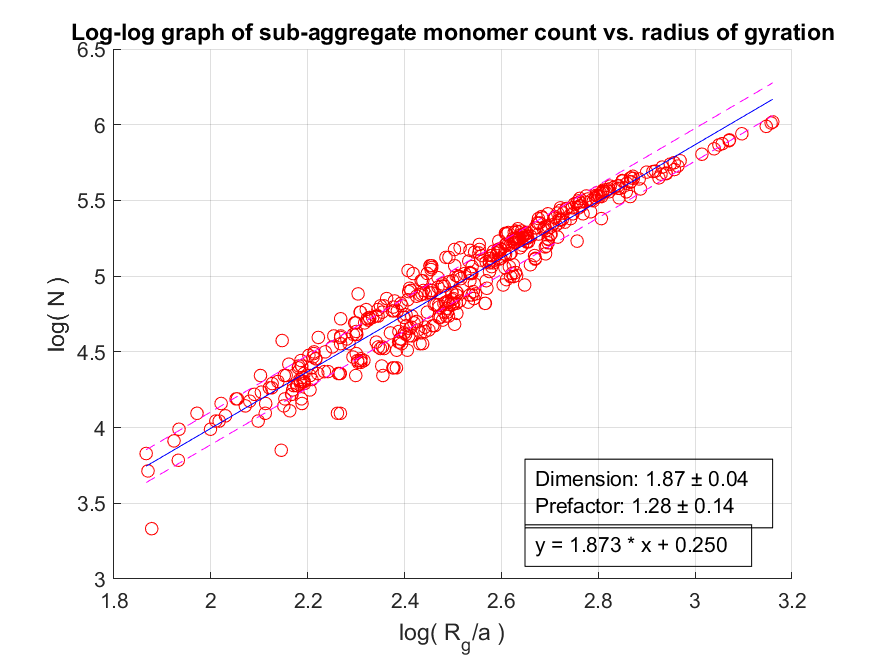 Log-log graph of sub-aggregate monomer count vs. radius of gyration
6.5
6
5.5
5
4.5
4
3.5
3
log( N )
Dimension: 1.87 ± 0.04
Prefactor: 1.28 ± 0.14
y = 1.873 * x + 0.250
1.8 2 2.2 2.4 2.6 2.8 3 3.2
log( Rg/a )